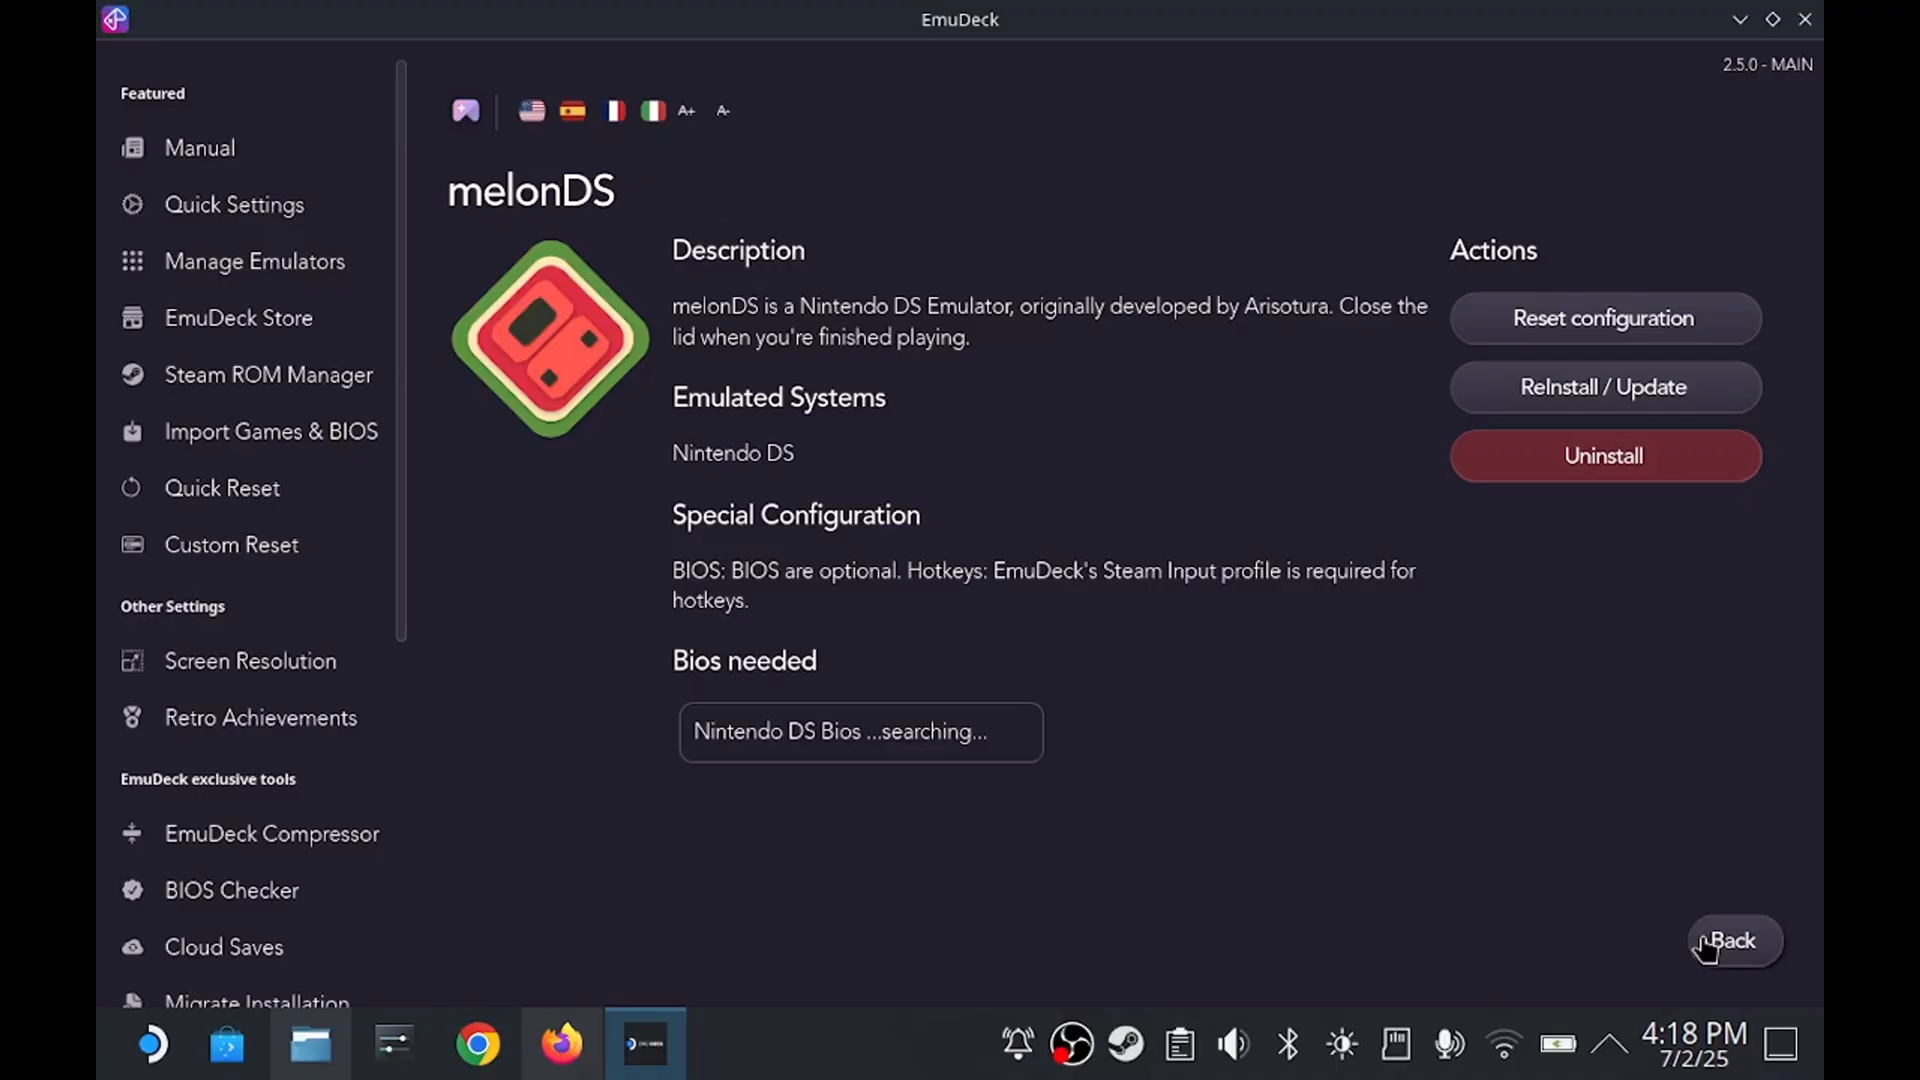 EmuDeck
2.5.0 - MAIN
Featured
Manual
Quick Settings
Manage Emulators
EmuDeck Store
Steam ROM Manager
Import Games & BIOS
Quick Reset
Custom Reset
Other Settings
Screen Resolution
Retro Achievements
EmuDeck exclusive tools
EmuDeck Compressor
BIOS Checker
Cloud Saves
Migrate Installation
A+ A-
melonDS
Description
melonDS is a Nintendo DS Emulator, originally developed by Arisotura. Close the
lid when you're finished playing.
Emulated Systems
Nintendo DS
Special Configuration
BIOS: BIOS are optional. Hotkeys: EmuDeck's Steam Input profile is required for
hotkeys.
Bios needed
Nintendo DS Bios ...searching...
Actions
Reset configuration
ReInstall / Update
Uninstall
Back
4:18 PM
7/2/25